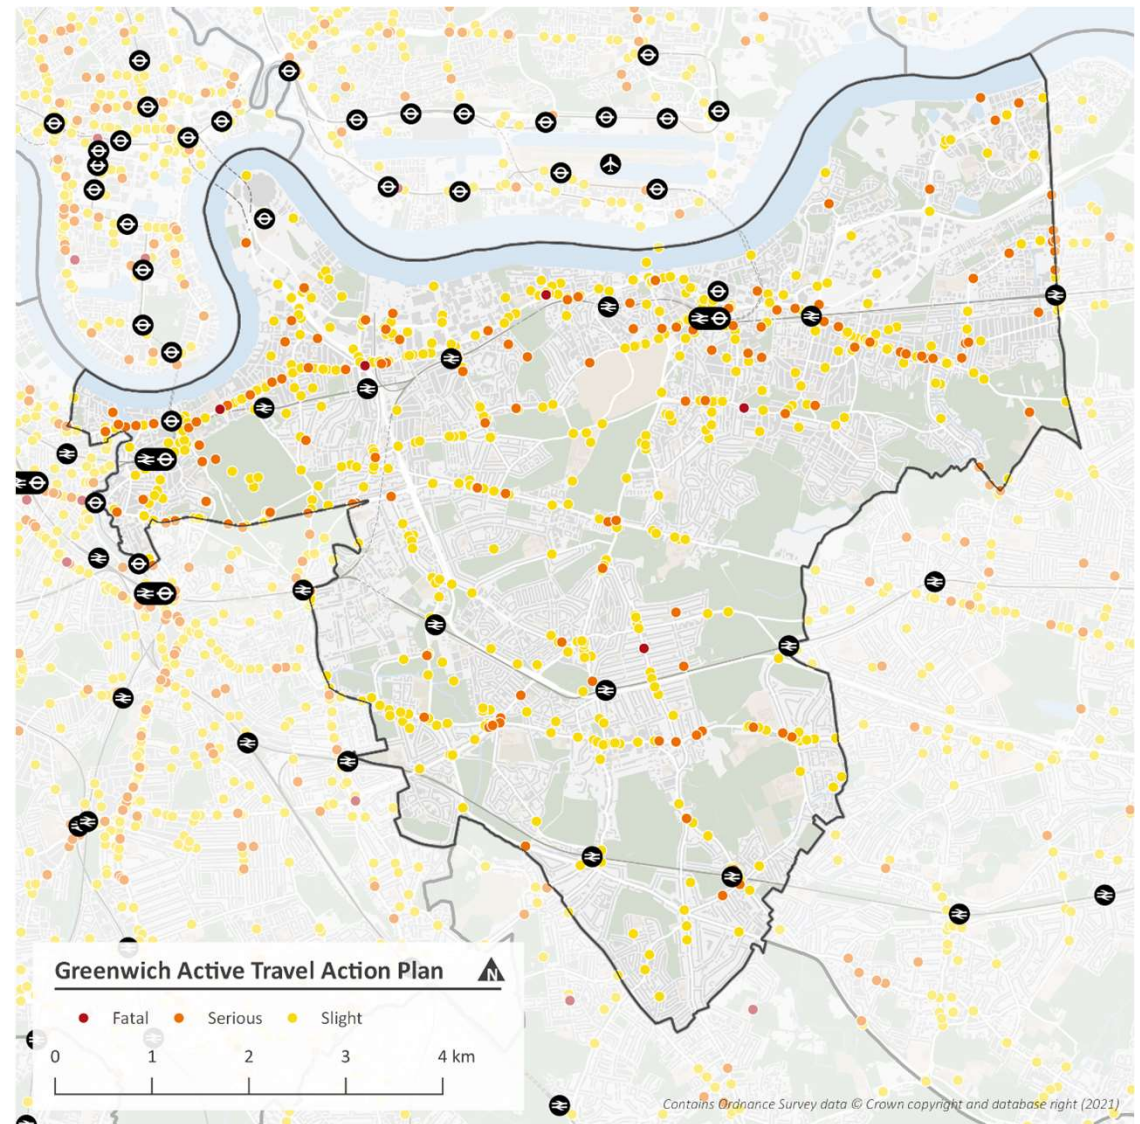 Greenwich Active Travel Action Plan
N
Fatal Serious Slight
0 1 2 3 4 km
Contains Ordnance Survey data © Crown copyright and database right (2021)